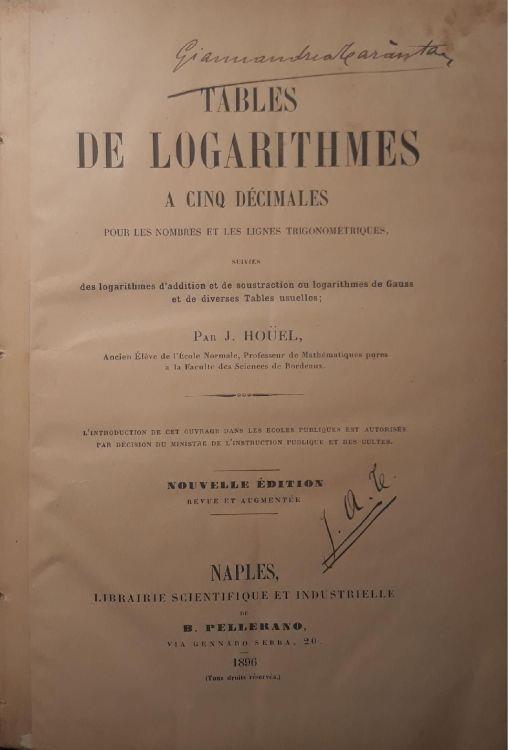 TABLES
DE LOGARITHMES
A CINQ DÉCIMALES
POUR LES NOMBRES ET LES LIGNES TRIGONOMÉTRIQUES,
SUIVIES
des logarithmes d'addition et de soustraction ou logarithmes de Gauss
et de diverses Tables usuelles;
PAR J. HOÜEL,
Ancien Élève de l'École Normale, Professeur de Mathématiques pures
a la Faculté des Sciences de Bordeaux.
L'INTRODUCTION DE CET OUVRAGE DANS LES ECOLES PUBLIQUES EST AUTORISÉE
PAR DÉCISION DU MINISTRE DE L'INSTRUCTION PUBLIQUE ET DES CULTES.
NOUVELLE ÉDITION
REVUE ET AUGMENTÉE
NAPLES,
LIBRAIRIE SCIENTIFIQUE ET INDUSTRIELLE
DE
B. PELLERANO,
VIA GENNARO SERRA, 20.
1896
(Tous droits réservés.)